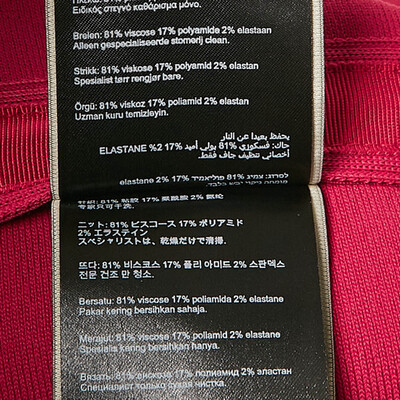 Ειδικός στεγνό καθάρισμα μόνο.
Breien: 81% viscose 17% polyamide 2% elastaan
Alleen gespecialiseerde stomerij clean.
Strikk: 81% viskose 17% polyamid 2% elastan
Spesialist tørr rengjøre bare.
Örgü: 81% viskoz 17% poliamid 2% elastan
Uzman kuru temizleyin.
يحفظ بعيدا عن النار
حاك: فسكوزي 81% بولي أميد 17% ELASTANE %2
أخصائي تنظيف جاف فقط.
elastane 2%
ニット: 81% ビスコース 17% ポリアミド
2% エラステイン
スペシャリストは、乾燥だけで清掃.
뜨다: 81% 비스코스 17% 폴리 아미드 2% 스판덱스
전문 건조 만 청소.
Bersatu: 81% viscose 17% poliamida 2% elastane
Pakar kering bersihkan sahaja.
Merajut: 81% viscose 17% poliamida 2% elastane
Spesialis kering bersihkan hanya.
Вязать: 81% вискоза 17% полиамид 2% эластан
Специалист только сухая чистка.